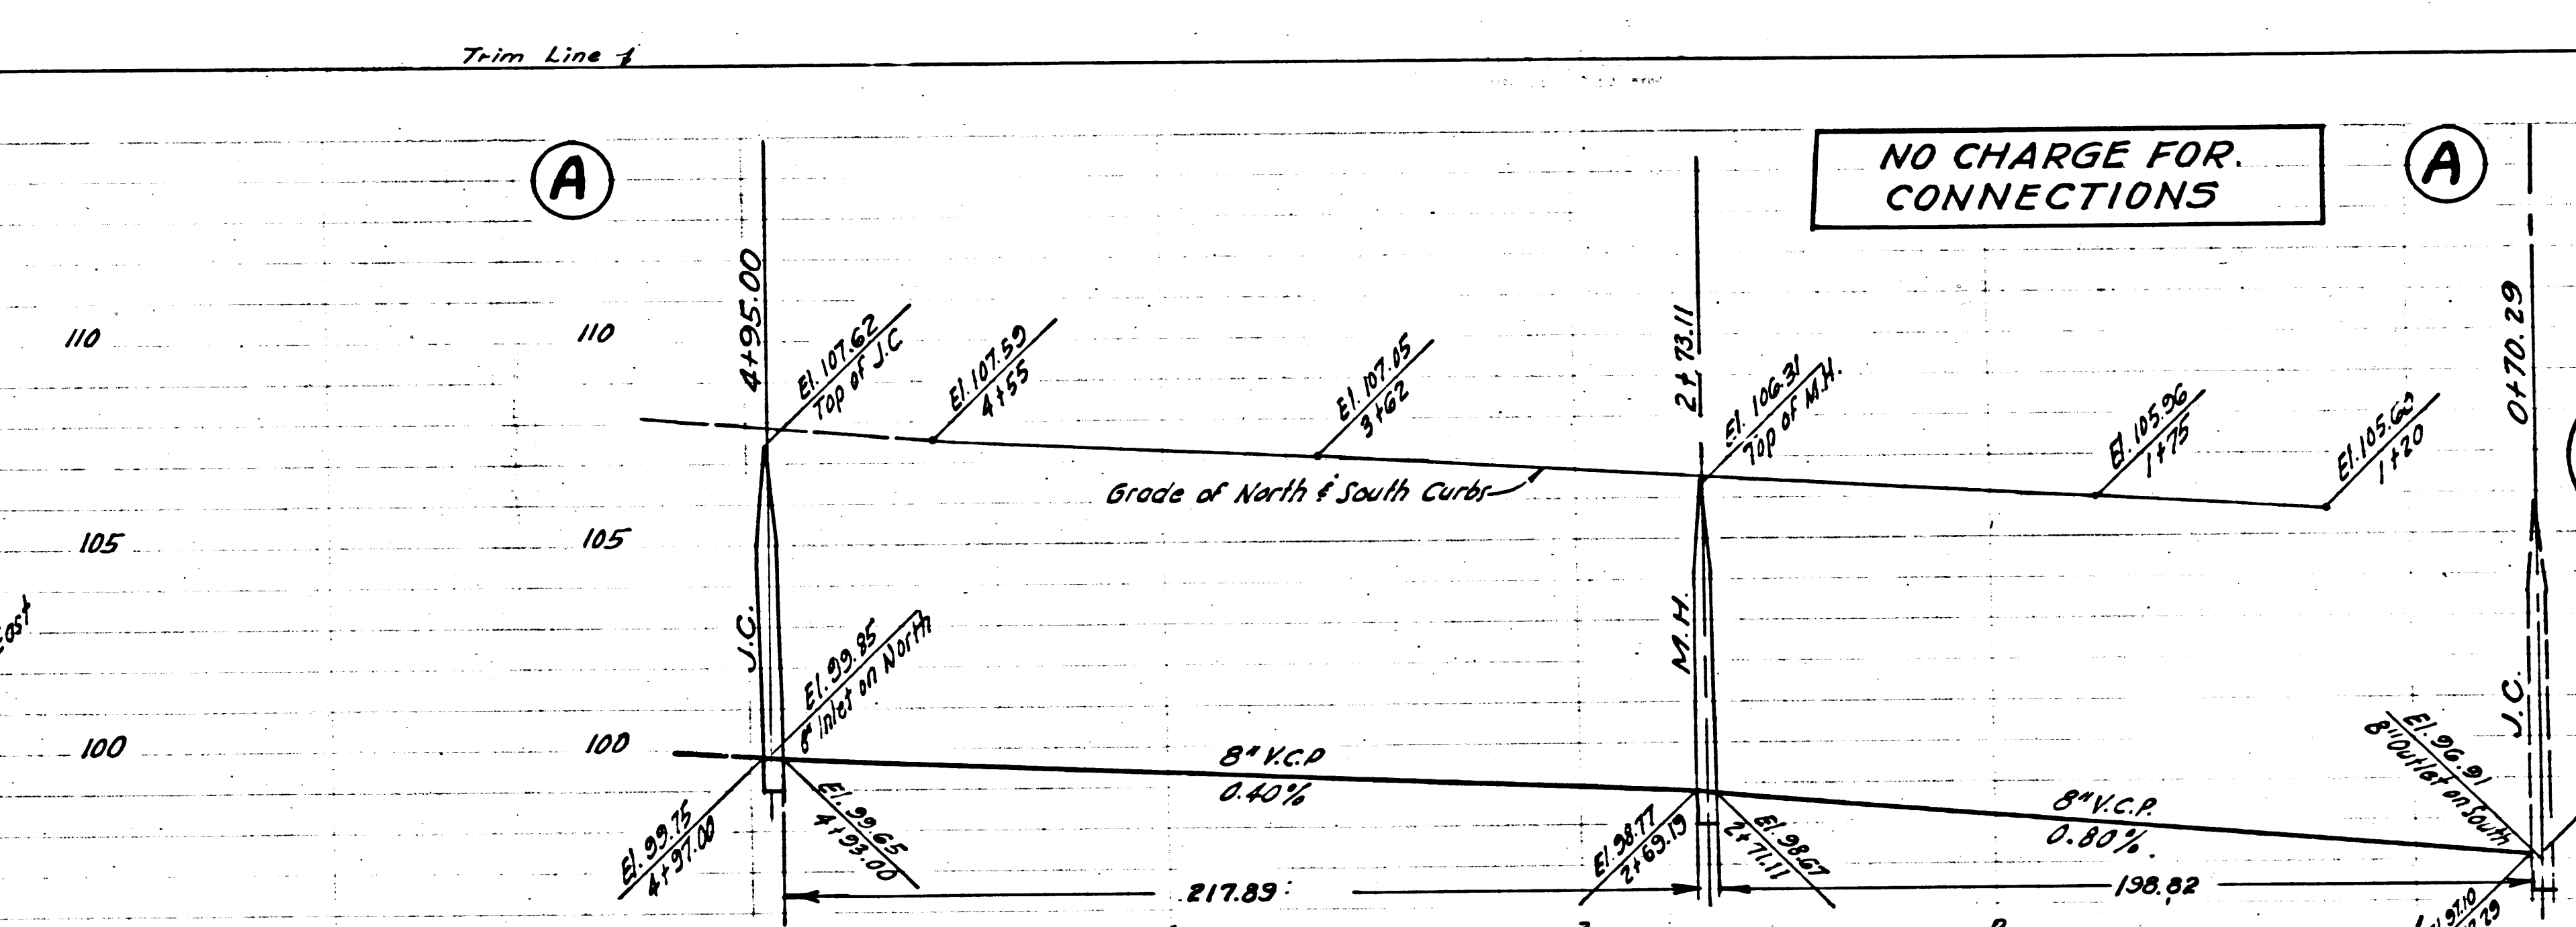 Trim Line
A
NO CHARGE FOR.
CONNECTIONS
A
4+95.00
2+73.11
0+70.29
110
110
El. 107.62
Top of J.C.
El. 107.59
4+55
El. 107.05
3+62
El. 106.31
Top of M.H.
El. 105.96
1+75
El. 105.60
1+20
Grade of North & South Curbs
105
105
J.C.
M.H.
J.C.
El. 99.85
8" Inlet on North
100
100
8" V.C.P
0.40%
8" V.C.P.
0.80%.
El. 96.91
8" Outlet on South
El. 99.75
4+97.00
El. 99.65
4+93.00
El. 98.77
2+69.19
El. 98.67
2+71.11
217.89
198.82
97.10